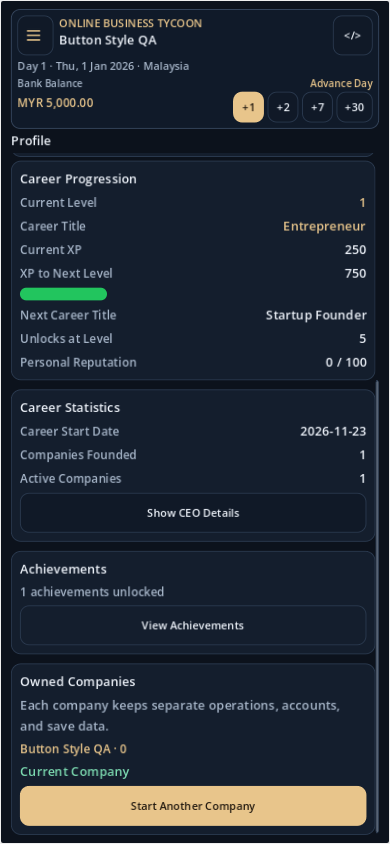 ONLINE BUSINESS TYCOON
Button Style QA
</>
Day 1 · Thu, 1 Jan 2026 · Malaysia
Bank Balance
Advance Day
MYR 5,000.00
+1 +2 +7 +30
Profile
Career Progression
Current Level 1
Career Title Entrepreneur
Current XP 250
XP to Next Level 750
Next Career Title Startup Founder
Unlocks at Level 5
Personal Reputation 0 / 100
Career Statistics
Career Start Date 2026-11-23
Companies Founded 1
Active Companies 1
Show CEO Details
Achievements
1 achievements unlocked
View Achievements
Owned Companies
Each company keeps separate operations, accounts,
and save data.
Button Style QA · 0
Current Company
Start Another Company